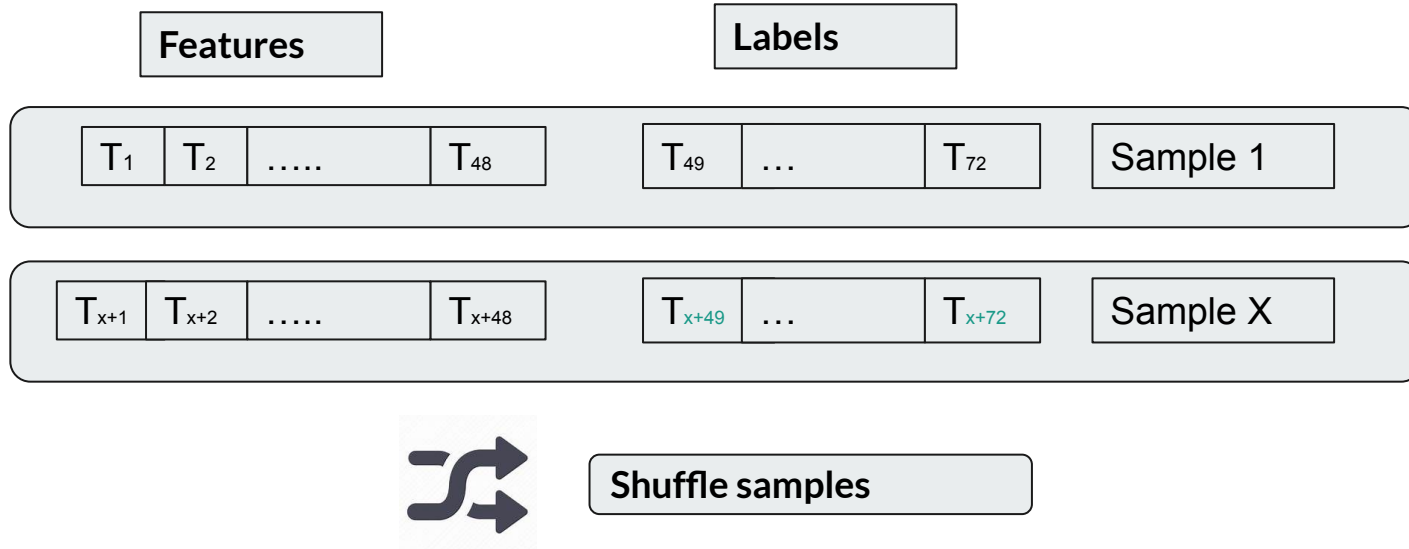 Features Labels
T1 T2 ..... T48 T49 ... T72 Sample 1
Tx+1 Tx+2 ..... Tx+48 Tx+49 ... Tx+72 Sample X
Shuffle samples